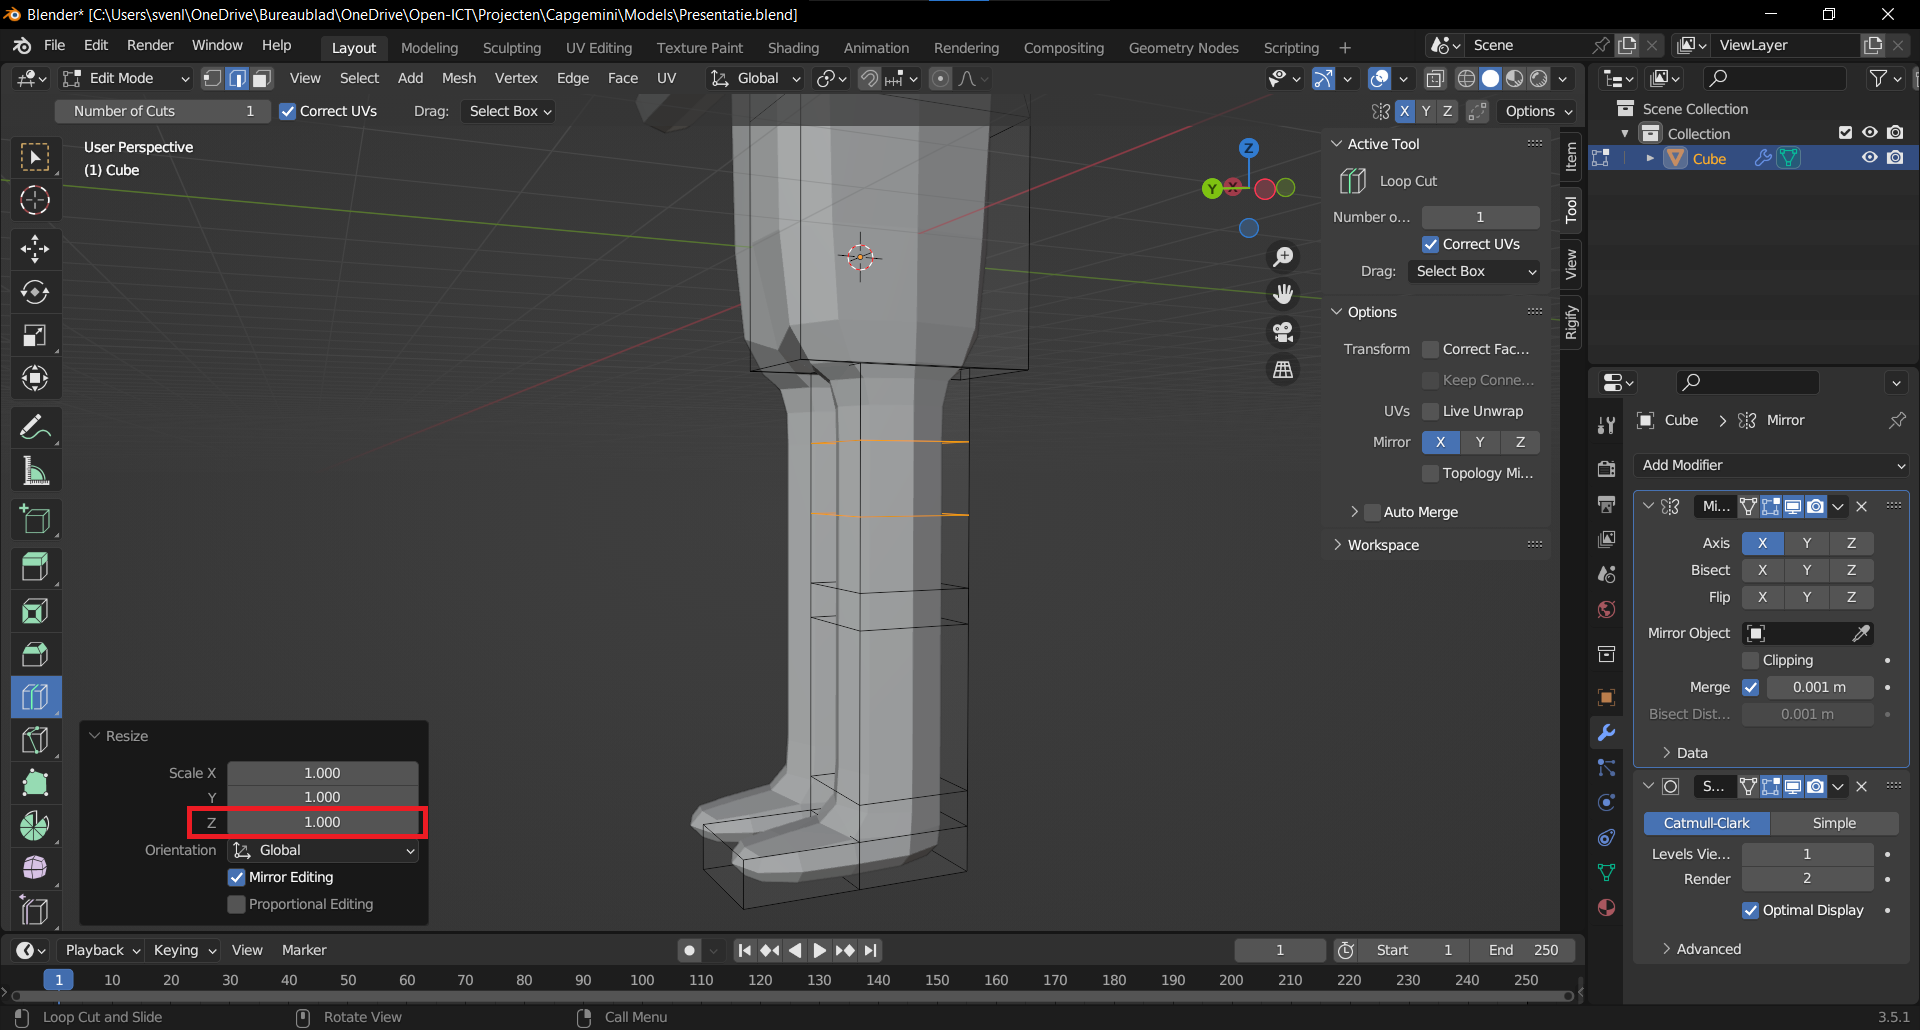 Blender* [C:\Users\svenl\OneDrive\Bureaublad\OneDrive\Open-ICT\Projecten\Capgemini\Models\Presentatie.blend]
File Edit Render Window Help Layout Modeling Sculpting UV Editing Texture Paint Shading Animation Rendering Compositing Geometry Nodes Scripting + Scene ViewLayer
Edit Mode View Select Add Mesh Vertex Edge Face UV Global
Number of Cuts 1 Correct UVs Drag: Select Box X Y Z Options
Scene Collection
Collection
Cube
User Perspective
(1) Cube
Z
Y X
Active Tool
Loop Cut
Number o... 1
Correct UVs
Drag: Select Box
Options
Transform Correct Fac...
Keep Conne...
UVs Live Unwrap
Mirror X Y Z
Topology Mi...
Auto Merge
Workspace
Item
Tool
View
Rigify
Cube > Mirror
Add Modifier
Mi...
Axis X Y Z
Bisect X Y Z
Flip X Y Z
Mirror Object
Clipping
Merge 0.001 m
Bisect Dist... 0.001 m
Data
S...
Catmull-Clark Simple
Levels Vie... 1
Render 2
Optimal Display
Advanced
Resize
Scale X 1.000
Y 1.000
Z 1.000
Orientation Global
Mirror Editing
Proportional Editing
Playback Keying View Marker 1 Start 1 End 250
1 10 20 30 40 50 60 70 80 90 100 110 120 130 140 150 160 170 180 190 200 210 220 230 240 250
Loop Cut and Slide Rotate View Call Menu 3.5.1